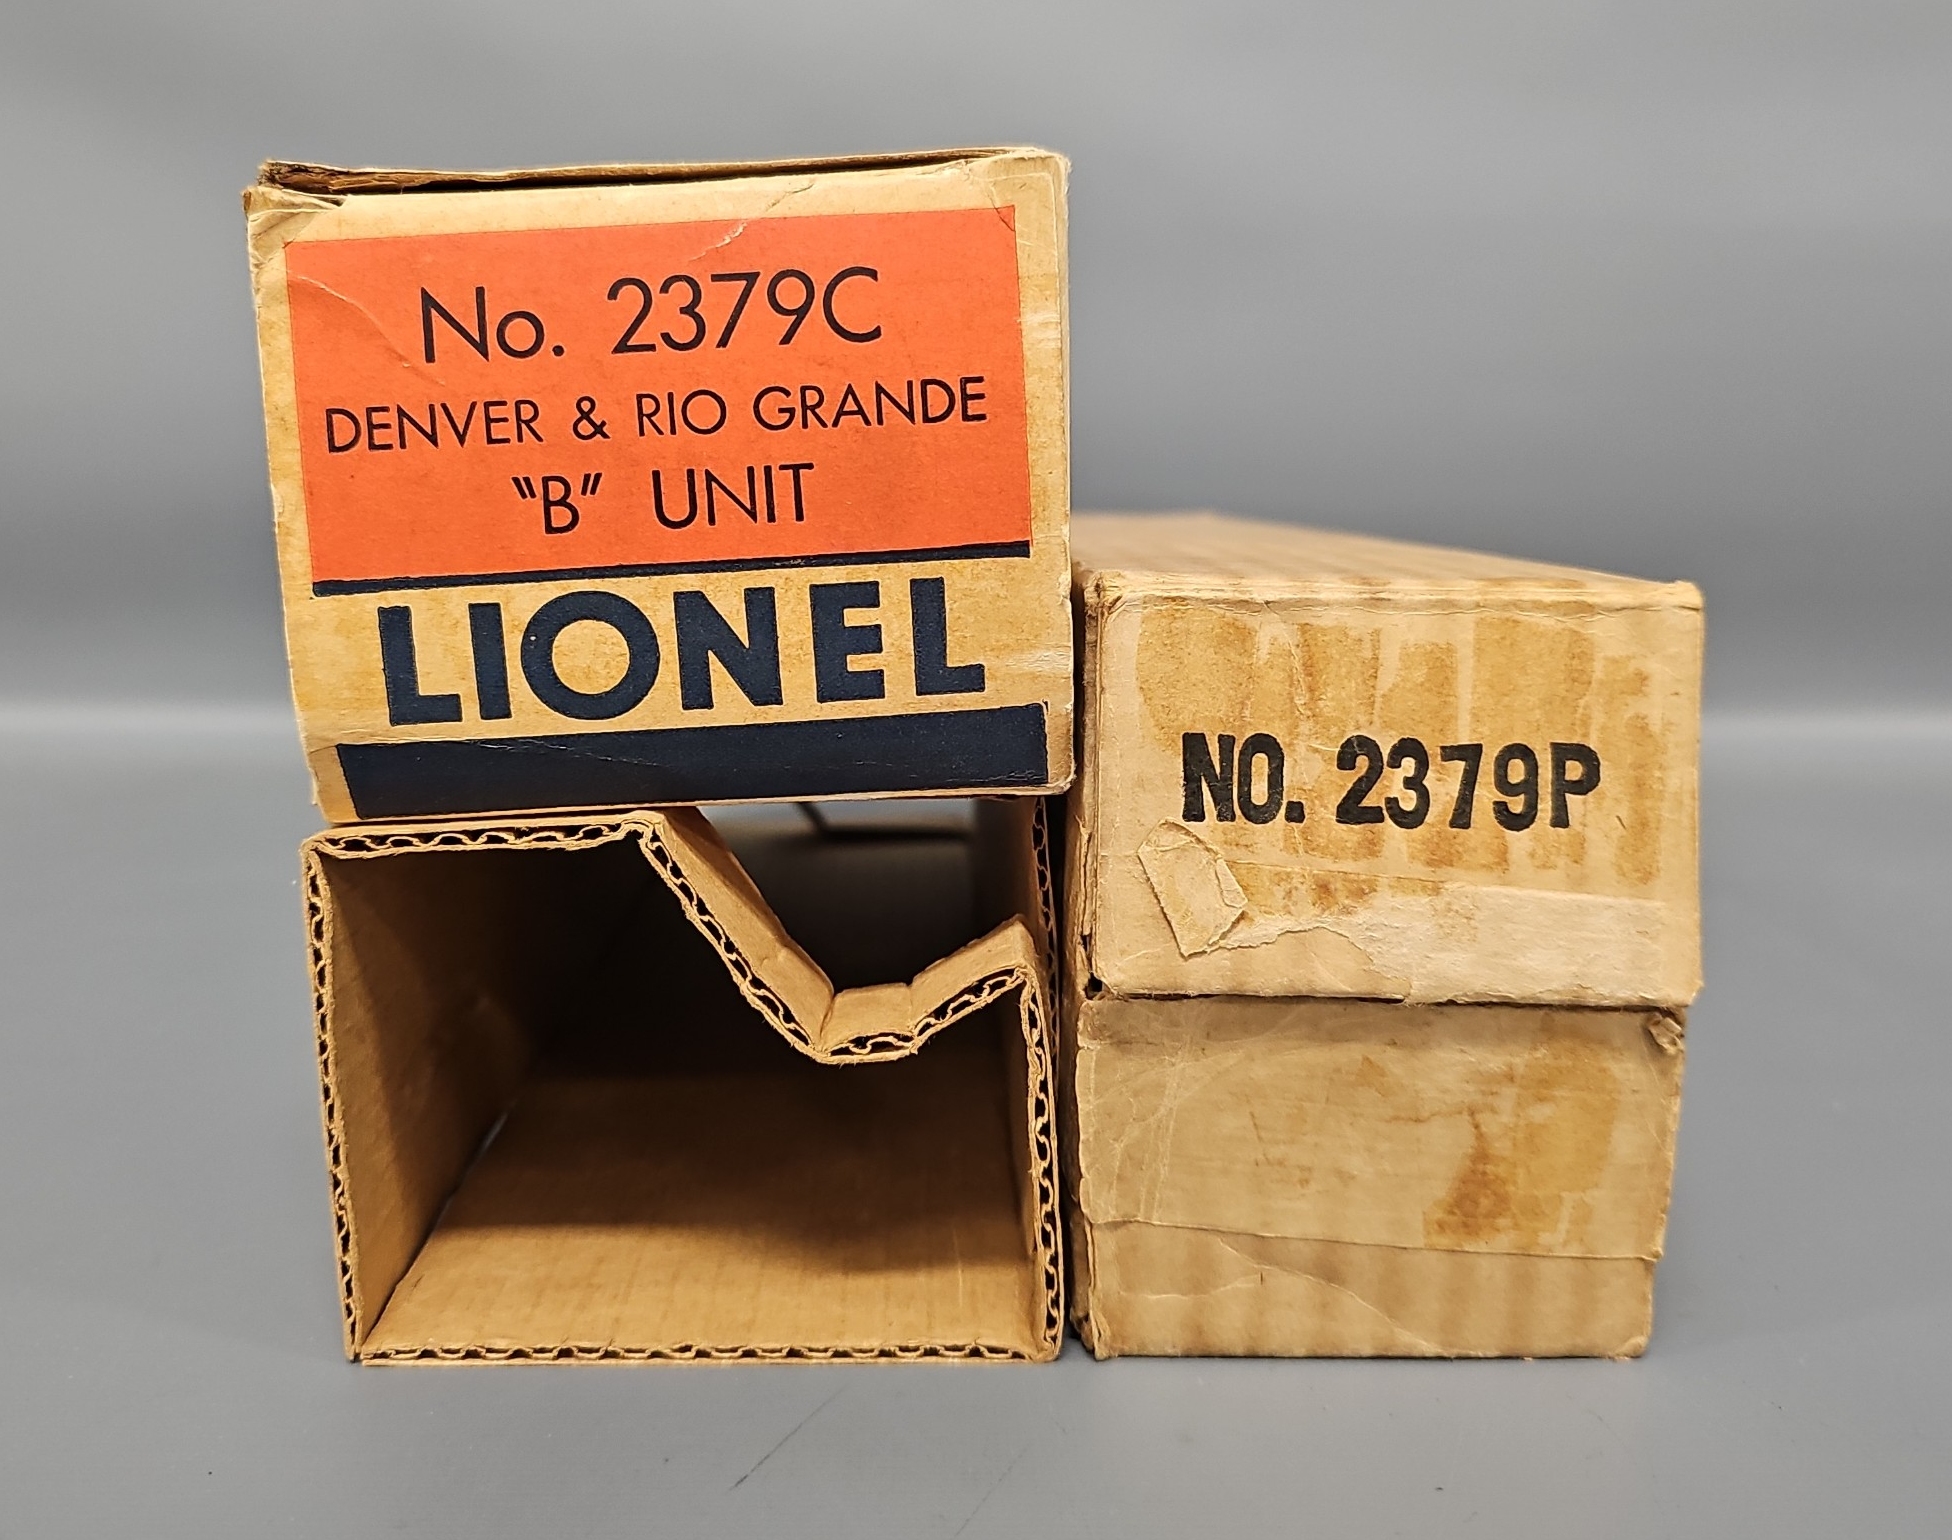 No. 2379C
DENVER & RIO GRANDE
"B" UNIT
LIONEL
NO. 2379P